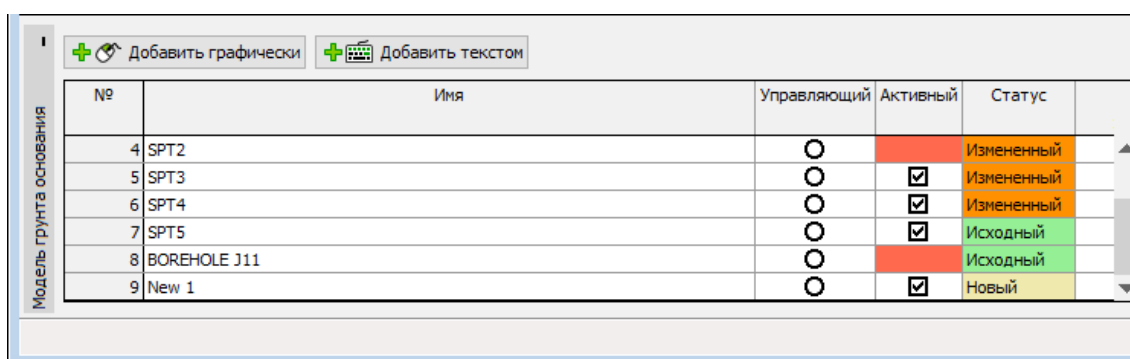 Добавить графически Добавить текстом
№ Имя Управляющий Активный Статус
4 SPT2 Измененный
5 SPT3 Измененный
6 SPT4 Измененный
7 SPT5 Исходный
8 BOREHOLE J11 Исходный
9 New 1 Новый
Модель грунта основания